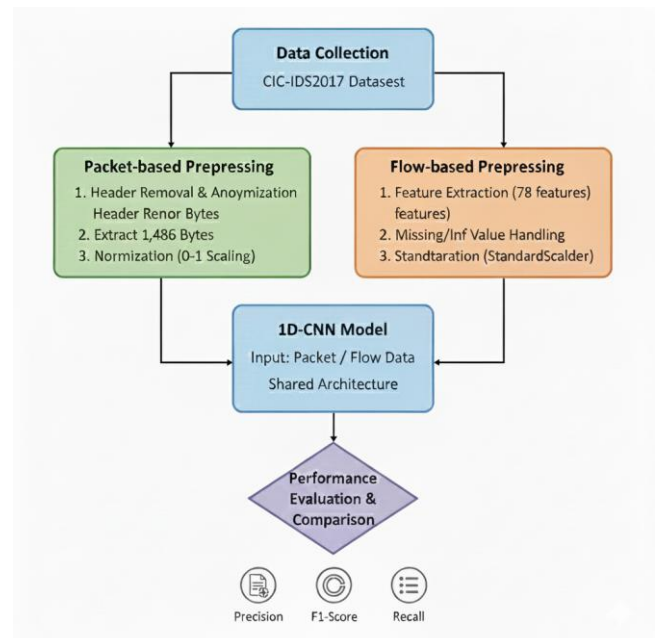 Data Collection
CIC-IDS2017 Datasest
Packet-based Prepressing
1. Header Removal & Anoymization
Header Renor Bytes
2. Extract 1,486 Bytes
3. Normization (0-1 Scaling)
Flow-based Prepressing
1. Feature Extraction (78 features)
features)
2. Missing/Inf Value Handling
3. Standtaration (StandardScalder)
1D-CNN Model
Input: Packet / Flow Data
Shared Architecture
Performance
Evaluation &
Comparison
Precision
F1-Score
Recall